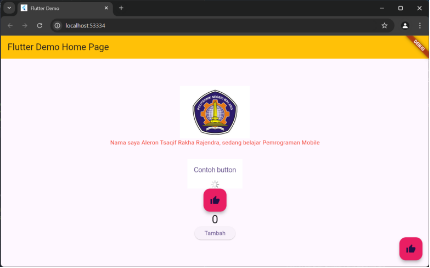 Flutter Demo
localhost:53334
Flutter Demo Home Page
DEBUG
Nama saya Aleron Tsaqif Rakha Rajendra, sedang belajar Pemrograman Mobile
Contoh button
0
Tambah